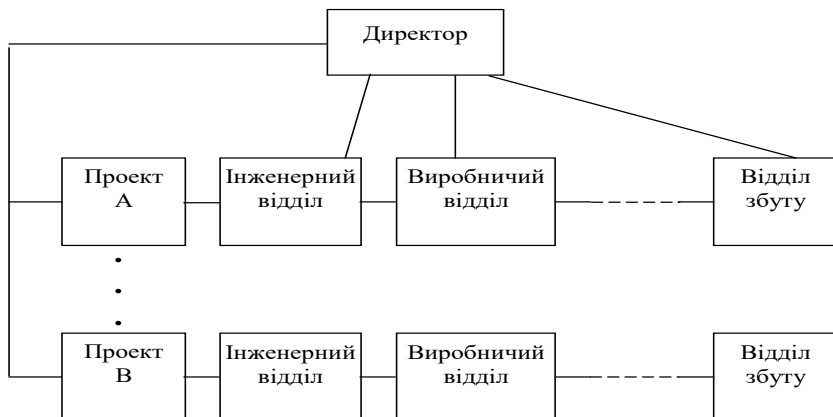 Директор
Проект
А
Інженерний
відділ
Виробничий
відділ
Відділ
збуту
Проект
В
Інженерний
відділ
Виробничий
відділ
Відділ
збуту